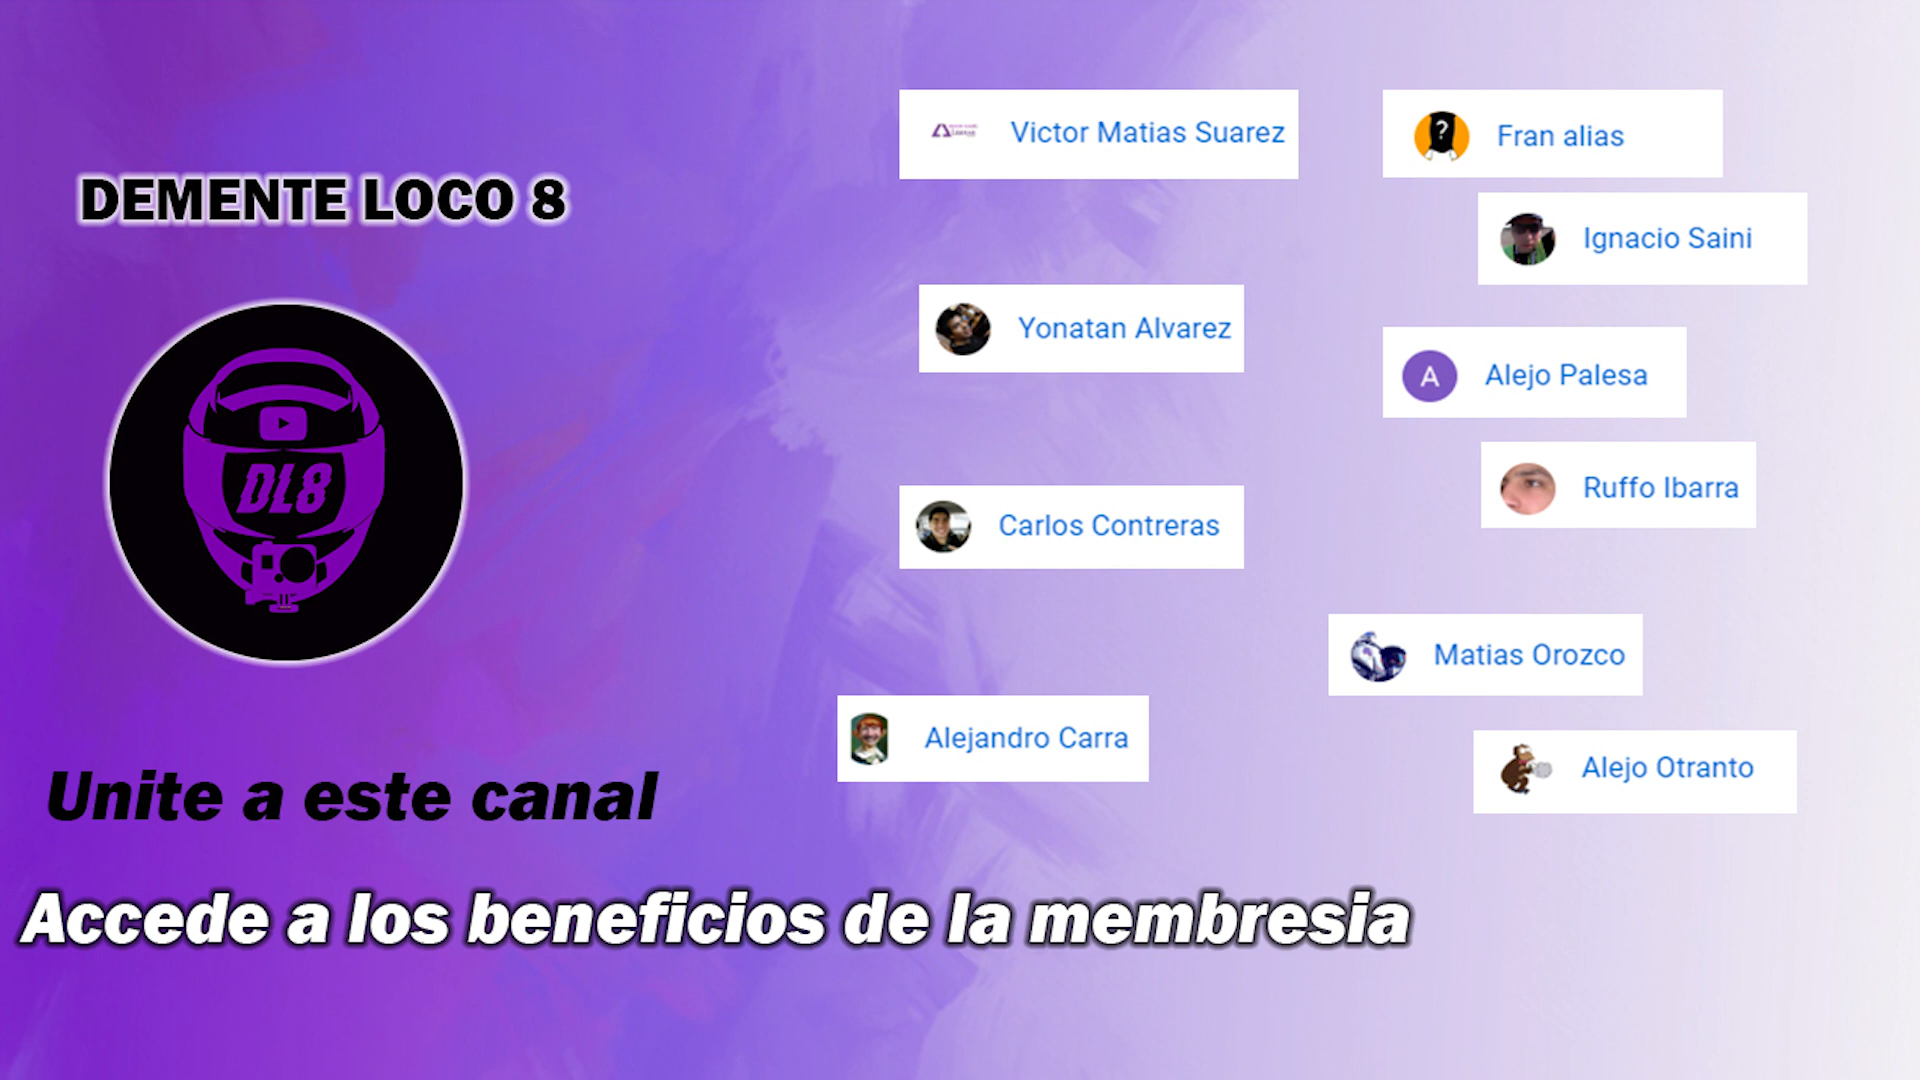 DEMENTE LOCO 8
DL8
Unite a este canal
Accede a los beneficios de la membresia
Victor Matias Suarez
Fran alias
?
Ignacio Saini
Yonatan Alvarez
A
Alejo Palesa
Ruffo Ibarra
Carlos Contreras
Matias Orozco
Alejandro Carra
Alejo Otranto